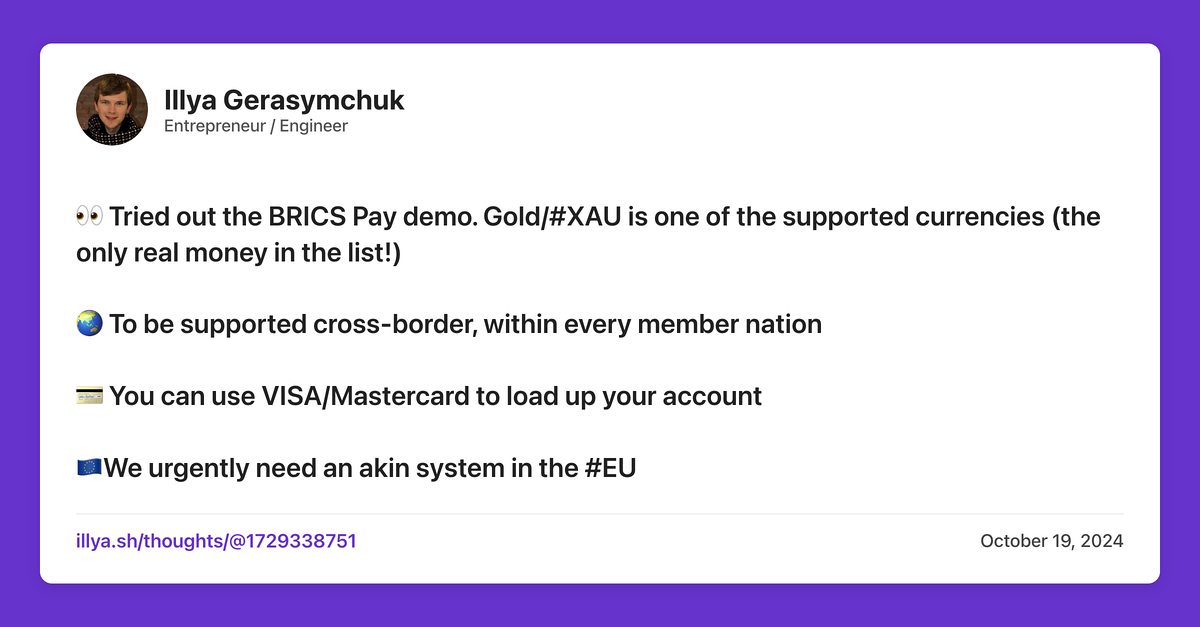 Illya Gerasymchuk
Entrepreneur / Engineer
👀 Tried out the BRICS Pay demo. Gold/#XAU is one of the supported currencies (the
only real money in the list!)
🌏 To be supported cross-border, within every member nation
💳 You can use VISA/Mastercard to load up your account
🇪🇺We urgently need an akin system in the #EU
illya.sh/thoughts/@1729338751
October 19, 2024